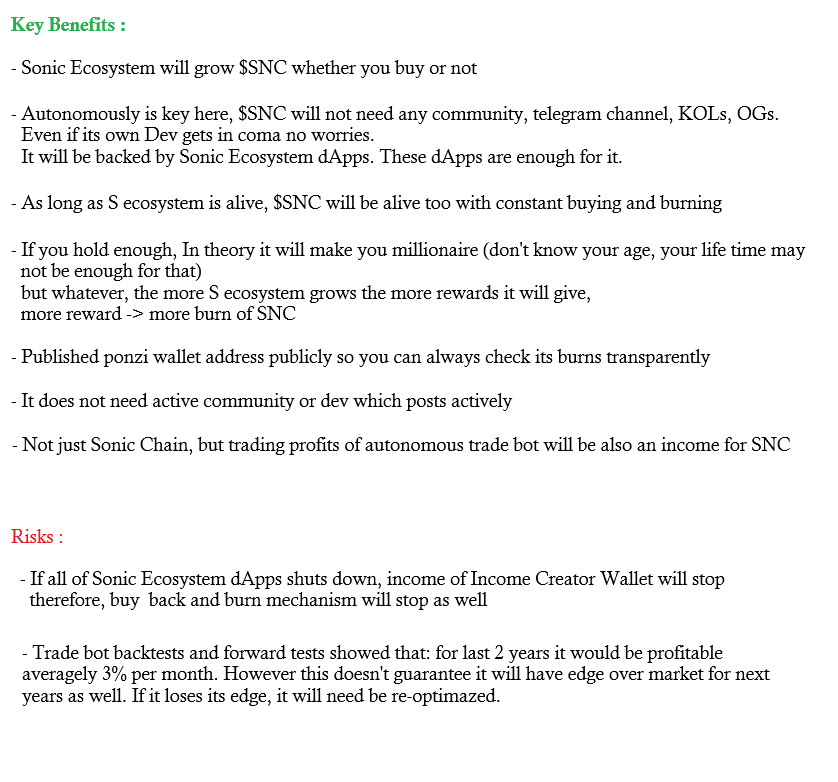 Key Benefits :
- Sonic Ecosystem will grow $SNC whether you buy or not
- Autonomously is key here, $SNC will not need any community, telegram channel, KOLs, OGs.
Even if its own Dev gets in coma no worries.
It will be backed by Sonic Ecosystem dApps. These dApps are enough for it.
- As long as S ecosystem is alive, $SNC will be alive too with constant buying and burning
- If you hold enough, In theory it will make you millionaire (don't know your age, your life time may
not be enough for that)
but whatever, the more S ecosystem grows the more rewards it will give,
more reward -> more burn of SNC
- Published ponzi wallet address publicly so you can always check its burns transparently
- It does not need active community or dev which posts actively
- Not just Sonic Chain, but trading profits of autonomous trade bot will be also an income for SNC
Risks :
- If all of Sonic Ecosystem dApps shuts down, income of Income Creator Wallet will stop
therefore, buy  back and burn mechanism will stop as well
- Trade bot backtests and forward tests showed that: for last 2 years it would be profitable
averagely 3% per month. However this doesn't guarantee it will have edge over market for next
years as well. If it loses its edge, it will need be re-optimazed.